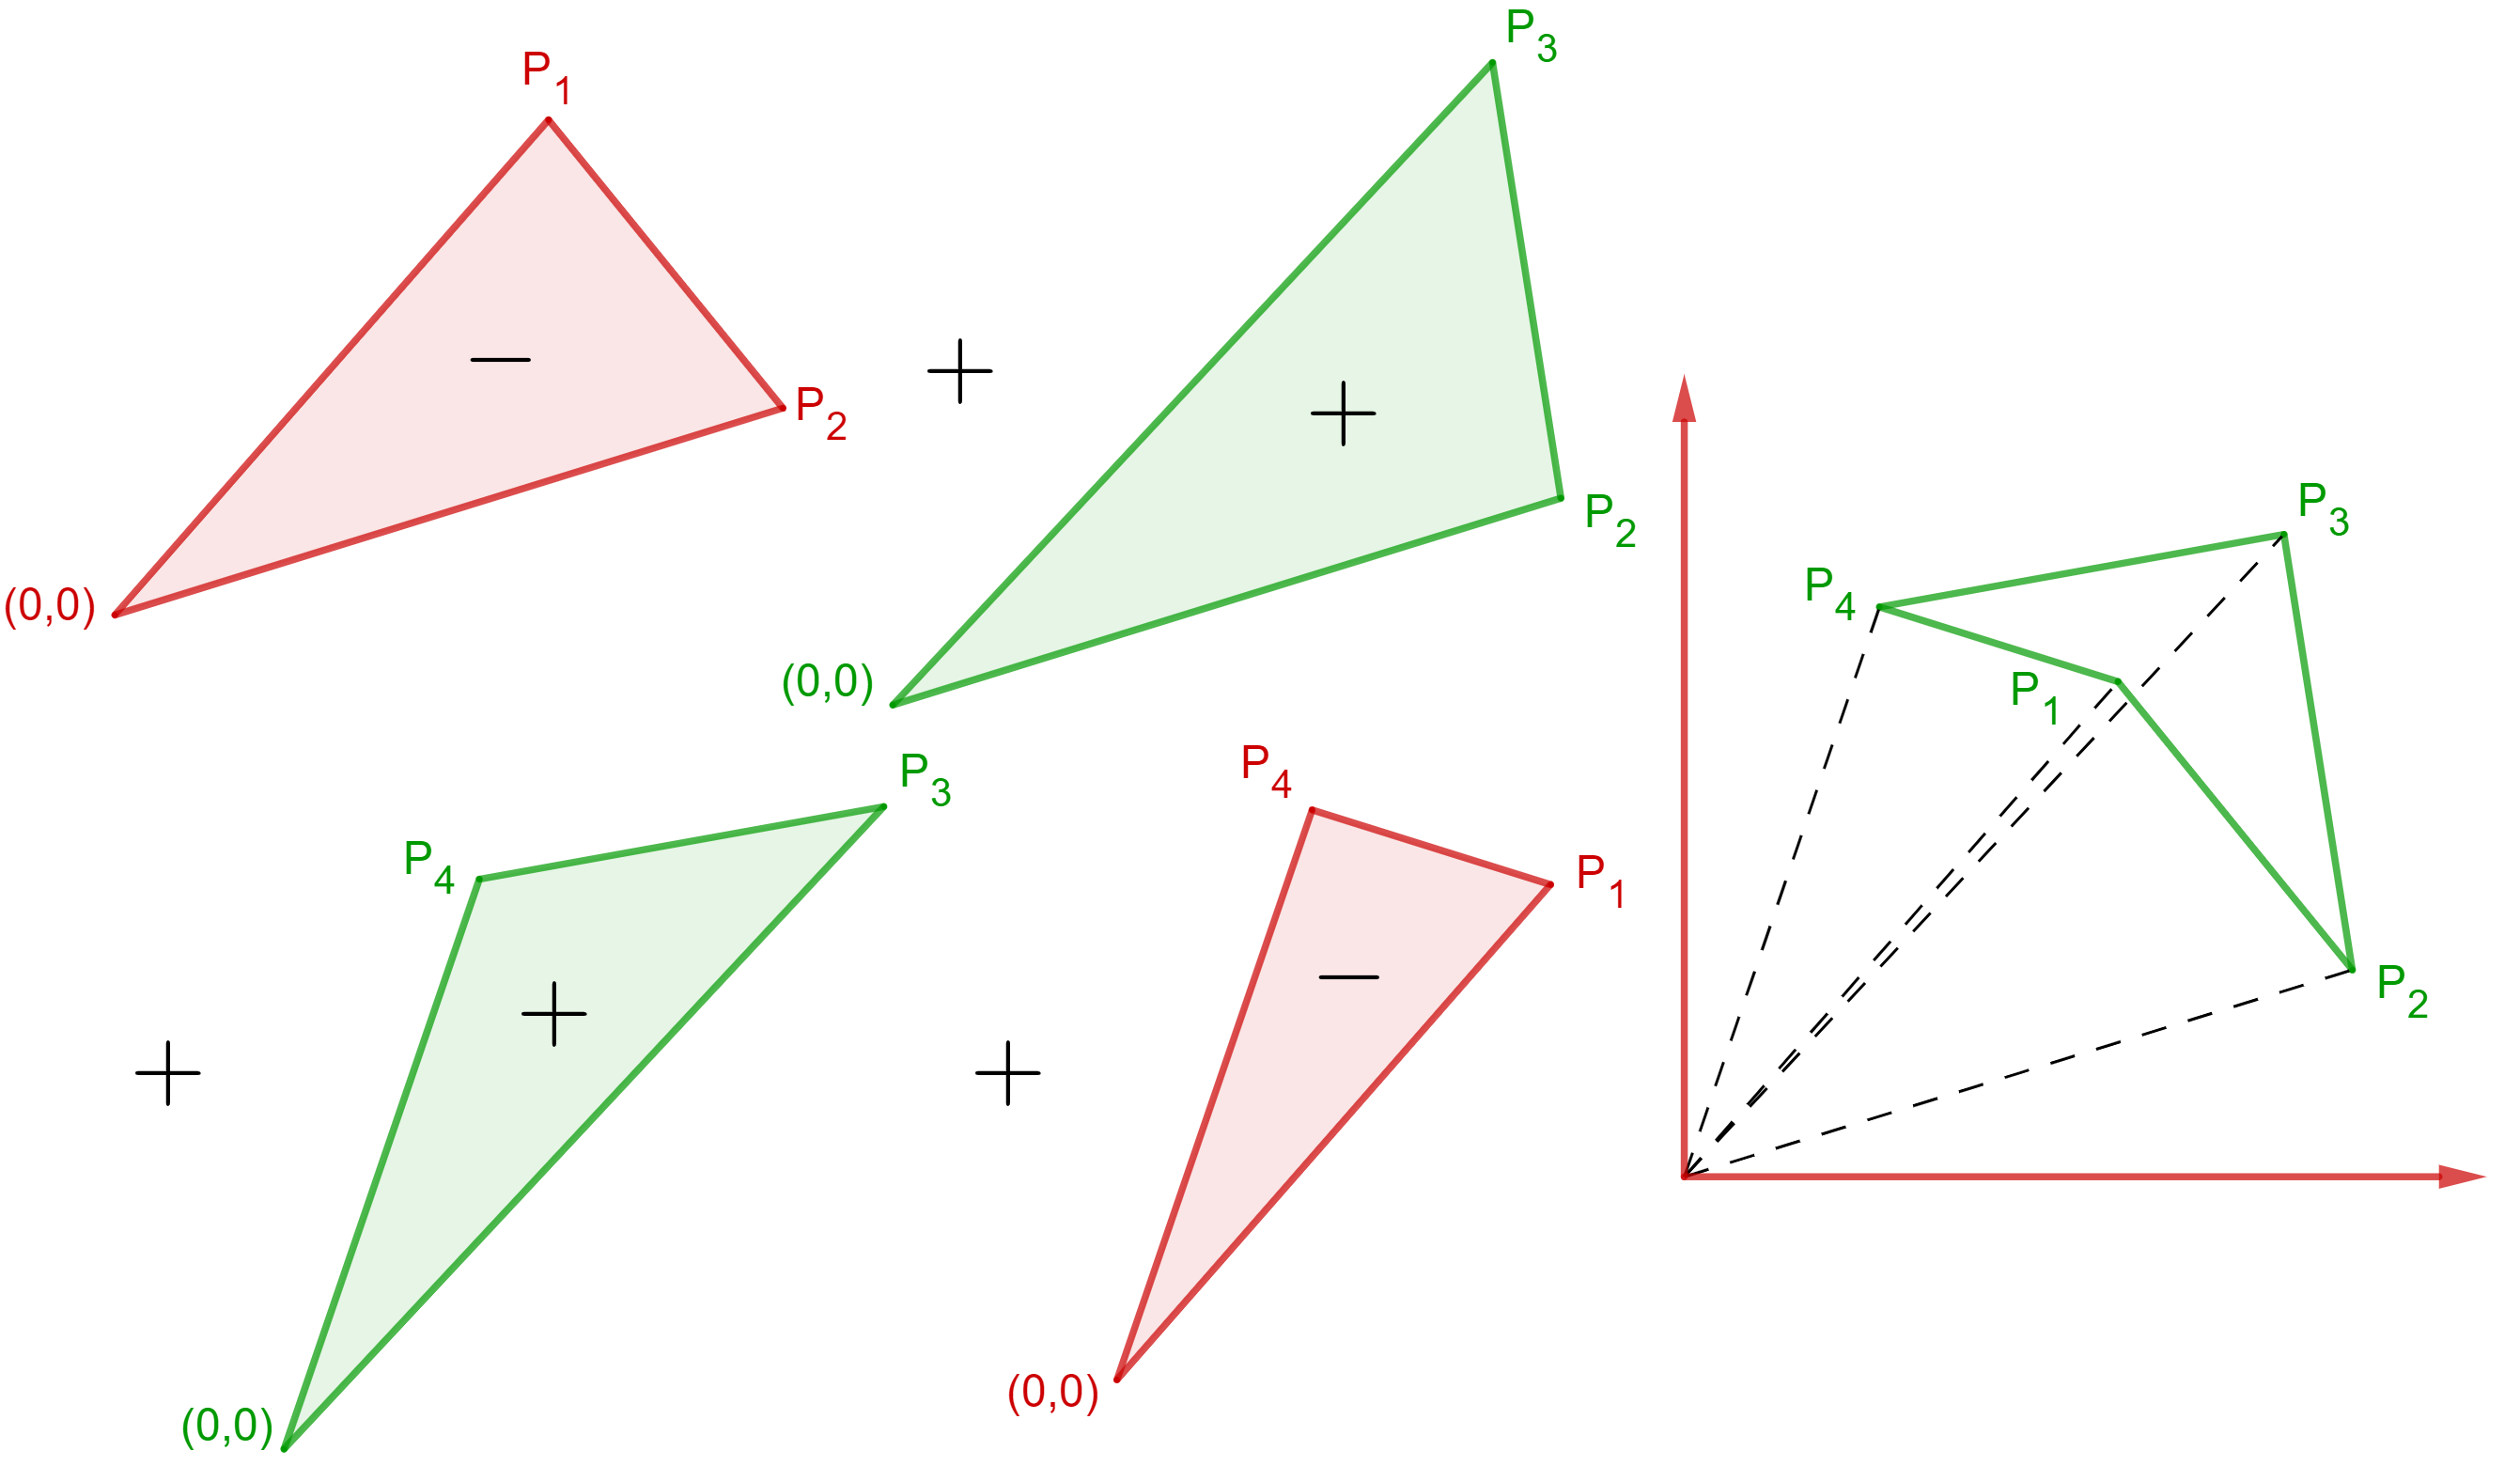 P1
P2
(0,0)
−
+
P3
P2
(0,0)
+
+
P3
P4
(0,0)
+
+
P4
P1
(0,0)
−
P3
P4
P1
P2